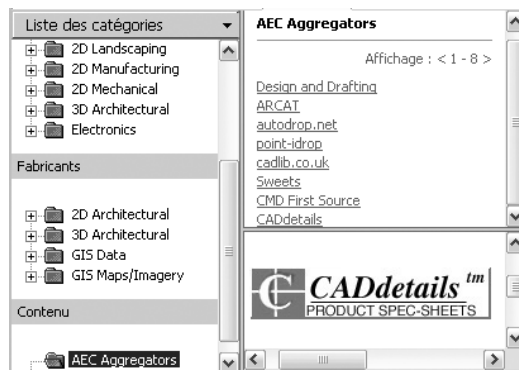 Liste des catégories
2D Landscaping
2D Manufacturing
2D Mechanical
3D Architectural
Electronics
Fabricants
2D Architectural
3D Architectural
GIS Data
GIS Maps/Imagery
Contenu
AEC Aggregators
AEC Aggregators
Affichage : < 1 - 8 >
Design and Drafting
ARCAT
autodrop.net
point-idrop
cadlib.co.uk
Sweets
CMD First Source
CADdetails
CADdetails tm
PRODUCT SPEC-SHEETS